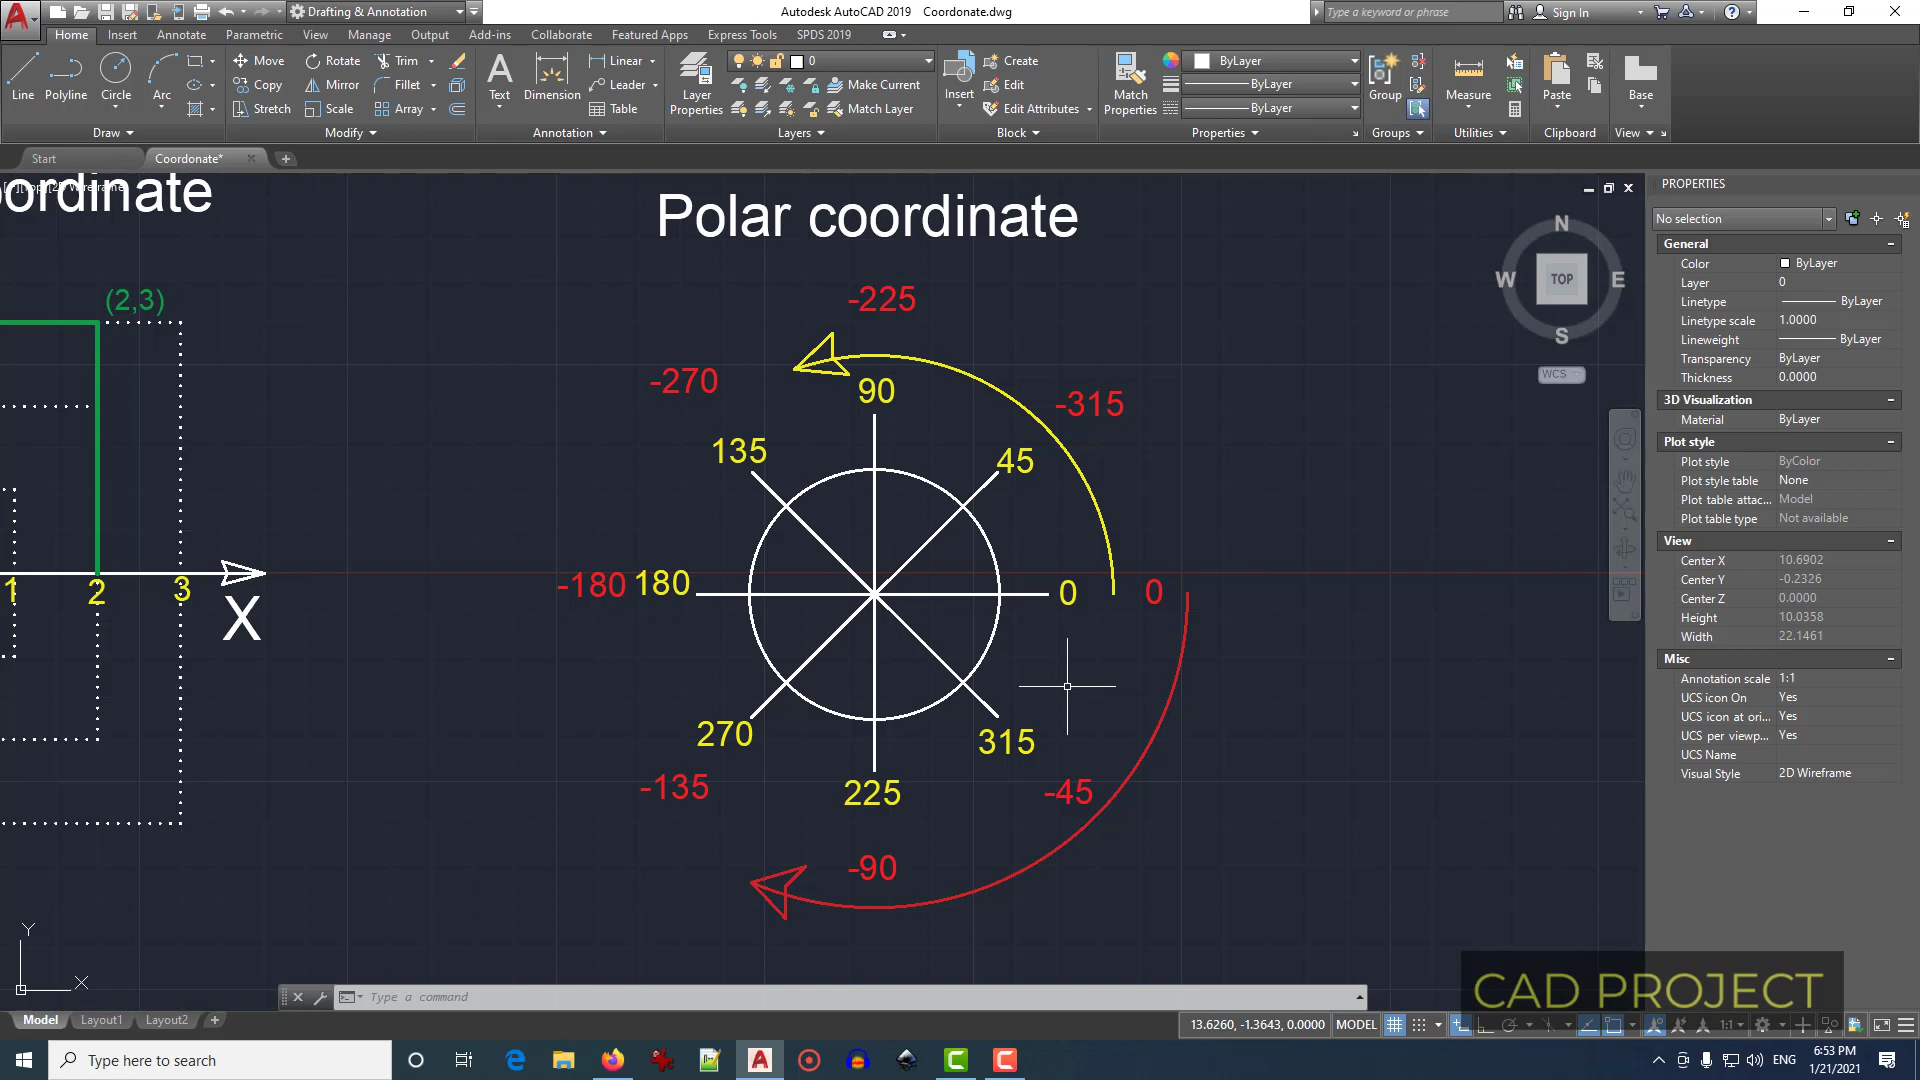 Drafting & Annotation
Autodesk AutoCAD 2019 Coordonate.dwg
Type a keyword or phrase
Sign In
Home Insert Annotate Parametric View Manage Output Add-ins Collaborate Featured Apps Express Tools SPDS 2019
Line
Polyline
Circle
Arc
Draw
Move Rotate Trim
Copy Mirror Fillet
Stretch Scale Array
Modify
Text
Dimension
Linear
Leader
Table
Annotation
Layer
Properties
0
Make Current
Match Layer
Layers
Insert
Create
Edit
Edit Attributes
Block
Match
Properties
ByLayer
ByLayer
ByLayer
Properties
Group
Groups
Measure
Utilities
Paste
Clipboard
Base
View
Start
Coordonate*
ordinate
Polar coordinate
(2,3)
-225
-270
90
-315
135
45
-180
180
0
0
1
2
3
X
270
315
-135
225
-45
-90
N
W
TOP
E
S
WCS
Y
X
PROPERTIES
No selection
General
Color ByLayer
Layer 0
Linetype ByLayer
Linetype scale 1.0000
Lineweight ByLayer
Transparency ByLayer
Thickness 0.0000
3D Visualization
Material ByLayer
Plot style
Plot style ByColor
Plot style table None
Plot table attac... Model
Plot table type Not available
View
Center X 10.6902
Center Y -0.2326
Center Z 0.0000
Height 10.0358
Width 22.1461
Misc
Annotation scale 1:1
UCS icon On Yes
UCS icon at ori... Yes
UCS per viewp... Yes
UCS Name
Visual Style 2D Wireframe
CAD PROJECT
Type a command
Model Layout1 Layout2
13.6260, -1.3643, 0.0000 MODEL
1:1
Type here to search
ENG
6:53 PM
1/21/2021